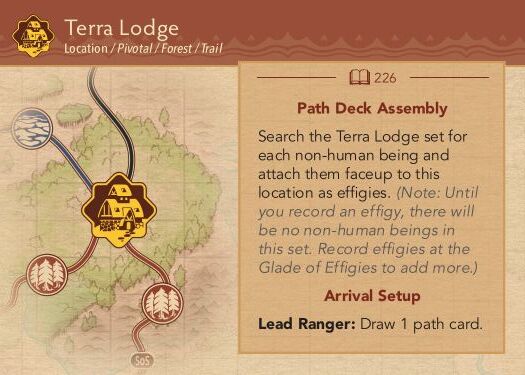 Terra Lodge
Location / Pivotal / Forest / Trail
226
Path Deck Assembly
Search the Terra Lodge set for
each non-human being and
attach them faceup to this
location as effigies. (Note: Until
you record an effigy, there will
be no non-human beings in
this set. Record effigies at the
Glade of Effigies to add more.)
Arrival Setup
Lead Ranger: Draw 1 path card.
SoS